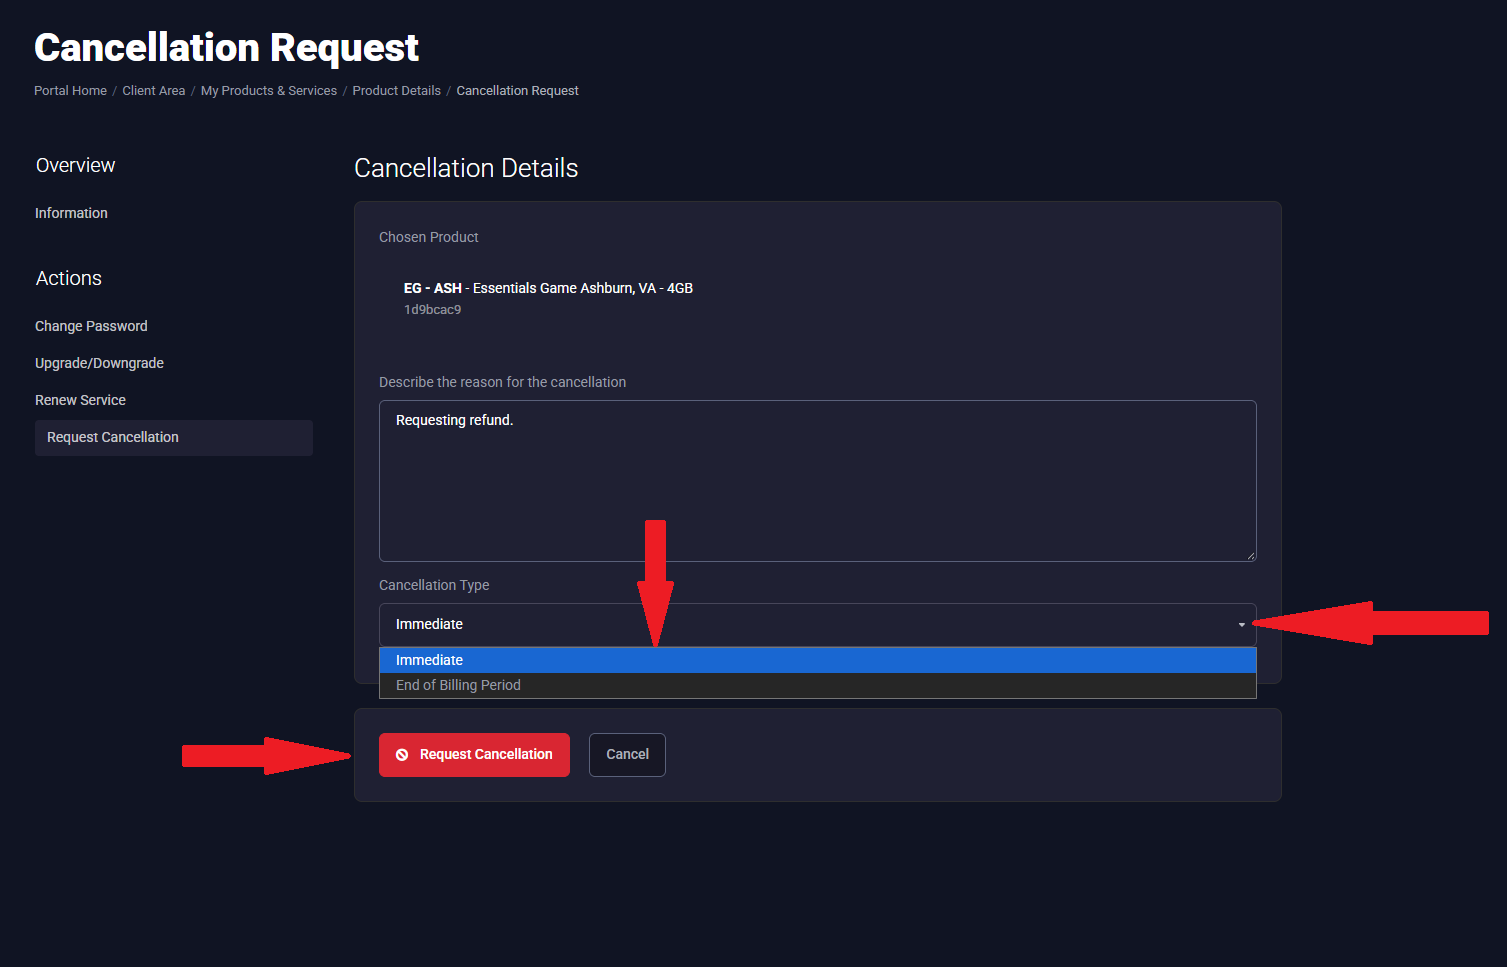 Cancellation Request
Portal Home / Client Area / My Products & Services / Product Details / Cancellation Request
Overview
Information
Actions
Change Password
Upgrade/Downgrade
Renew Service
Request Cancellation
Cancellation Details
Chosen Product
EG - ASH - Essentials Game Ashburn, VA - 4GB
1d9bcac9
Describe the reason for the cancellation
Requesting refund.
Cancellation Type
Immediate
Immediate
End of Billing Period
Request Cancellation
Cancel